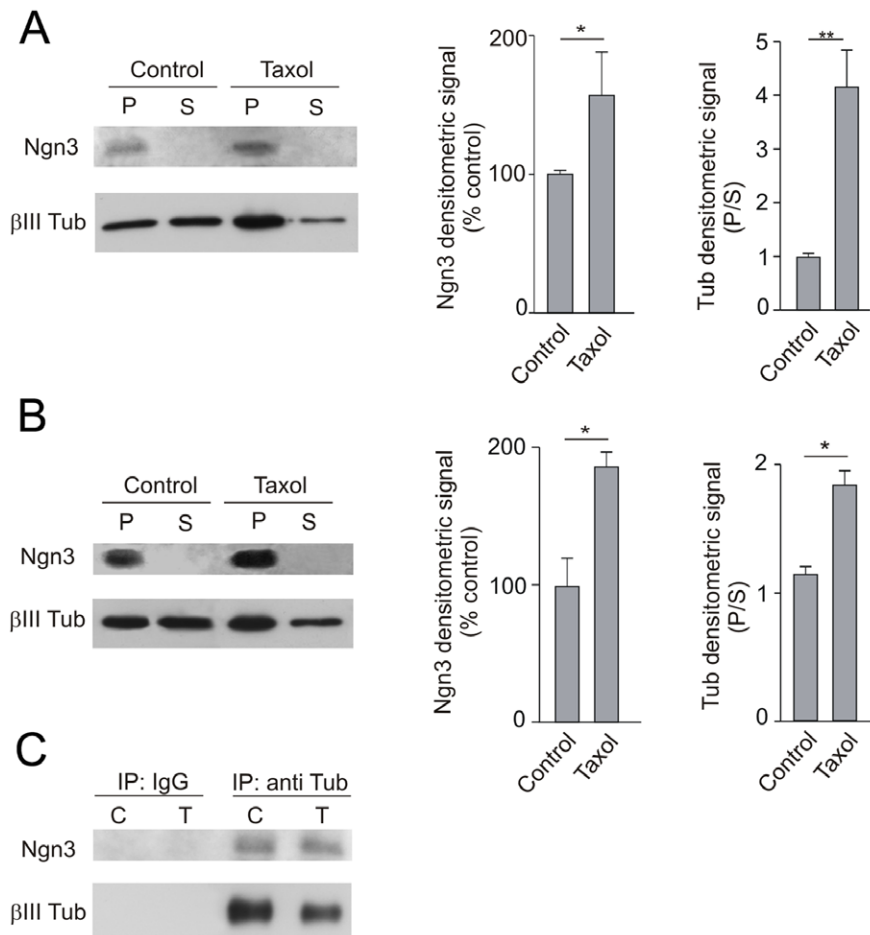 A
Control Taxol
P S P S
Ngn3
βIII Tub
Ngn3 densitometric signal
(% control)
200
100
0
*
Control
Taxol
Tub densitometric signal
(P/S)
5
4
3
2
1
0
**
Control
Taxol
B
Control Taxol
P S P S
Ngn3
βIII Tub
Ngn3 densitometric signal
(% control)
200
100
0
*
Control
Taxol
Tub densitometric signal
(P/S)
2
1
0
*
Control
Taxol
C
IP: IgG IP: anti Tub
C T C T
Ngn3
βIII Tub